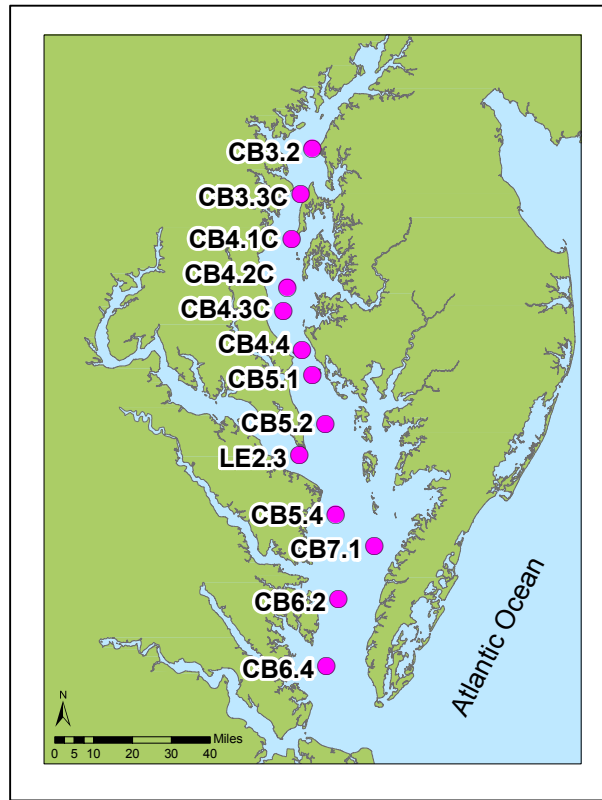 CB3.2
CB3.3C
CB4.1C
CB4.2C
CB4.3C
CB4.4
CB5.1
CB5.2
LE2.3
CB5.4
CB7.1
CB6.2
CB6.4
Atlantic Ocean
N
Miles
0 5 10 20 30 40